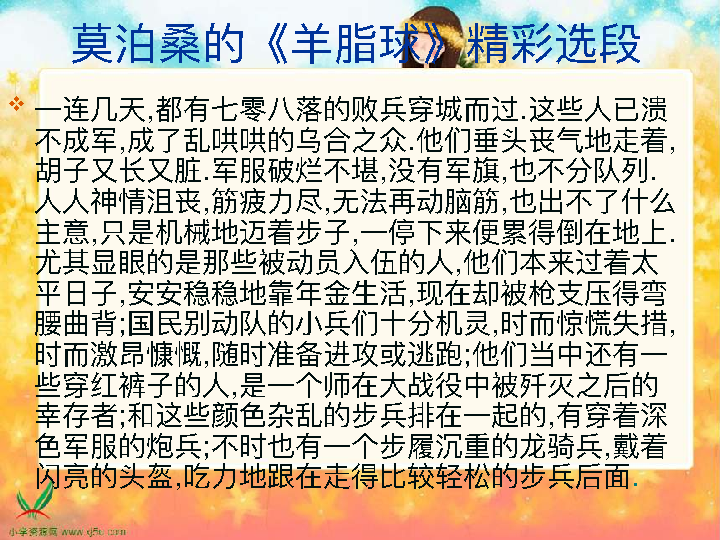 莫泊桑的《羊脂球》精彩选段
一连几天,都有七零八落的败兵穿城而过.这些人已溃
不成军,成了乱哄哄的乌合之众.他们垂头丧气地走着,
胡子又长又脏.军服破烂不堪,没有军旗,也不分队列.
人人神情沮丧,筋疲力尽,无法再动脑筋,也出不了什么
主意,只是机械地迈着步子,一停下来便累得倒在地上.
尤其显眼的是那些被动员入伍的人,他们本来过着太
平日子,安安稳稳地靠年金生活,现在却被枪支压得弯
腰曲背;国民别动队的小兵们十分机灵,时而惊慌失措,
时而激昂慷慨,随时准备进攻或逃跑;他们当中还有一
些穿红裤子的人,是一个师在大战役中被歼灭之后的
幸存者;和这些颜色杂乱的步兵排在一起的,有穿着深
色军服的炮兵;不时也有一个步履沉重的龙骑兵,戴着
闪亮的头盔,吃力地跟在走得比较轻松的步兵后面.
小学资源网